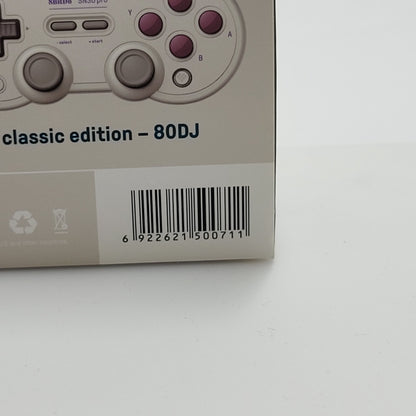 SN30 pro
Y
X
A
B
- select
+ start
classic edition – 80DJ
6 922621 500711